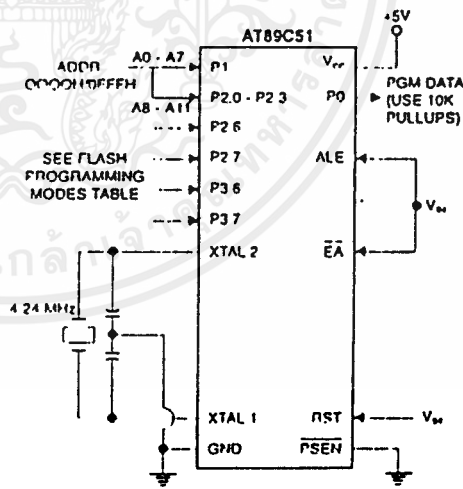 +5V
AT89C51
A0 - A7
ADDR
P1
VCC
PGM DATA
(USE 10K
PULLUPS)
P2.0 - P2 3
P0
A8 - A11
P2 6
SEE FLASH
PROGRAMMING
MODES TABLE
P2 7
ALE
P3 6
P3 7
VIH
XTAL 2
EA
4 24 MHz
XTAL 1
RST
VIH
GND
PSEN